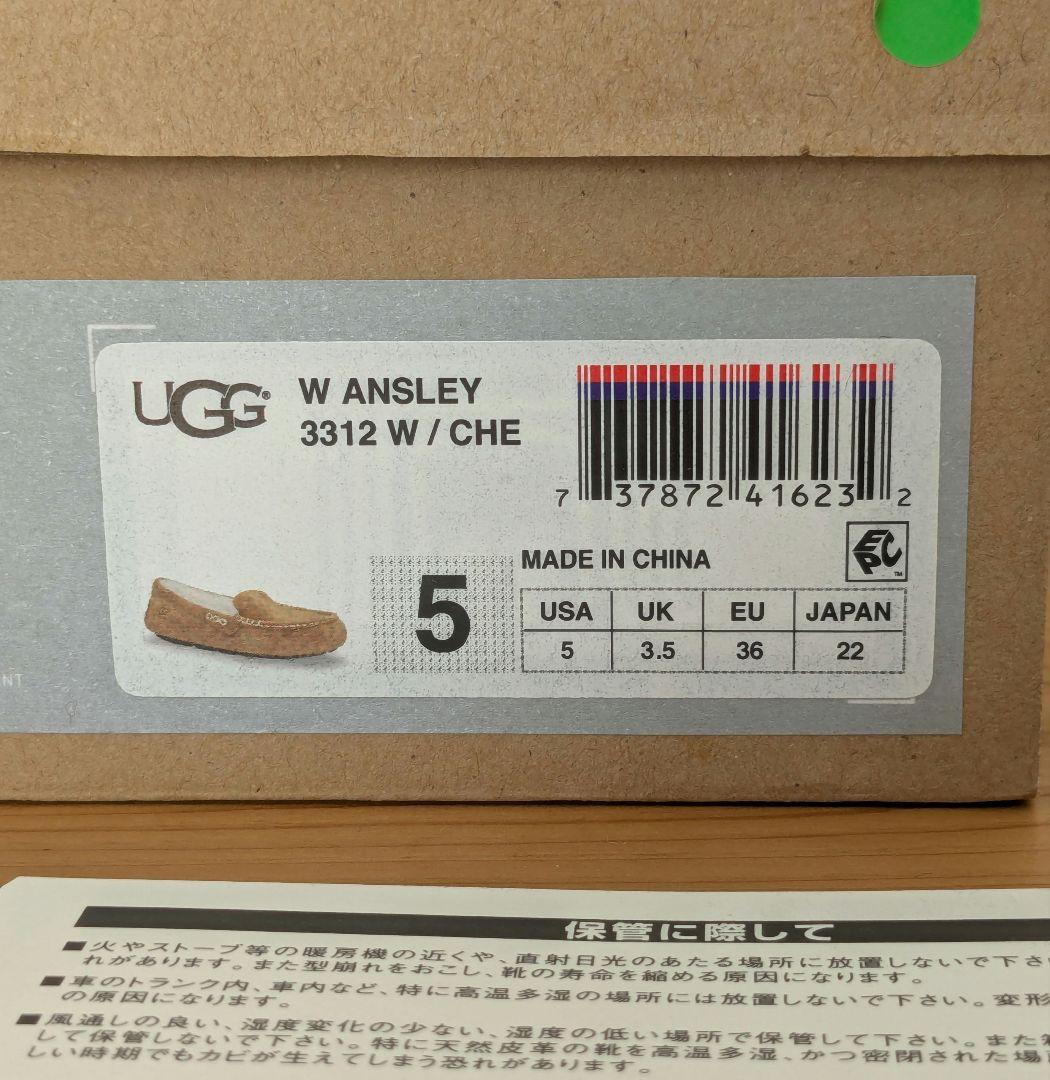 UGG®
W ANSLEY
3312 W / CHE
7 37872 41623 2
EPC™
MADE IN CHINA
5
USA UK EU JAPAN
5 3.5 36 22
NT
保管に際して
■火やストーブ等の暖房機の近くや、直射日光のあたる場所に放置しないで下さ
れがあります。また型崩れをおこし、靴の寿命を縮める原因になります。
■車のトランク内、車内など、特に高温多湿の場所には放置しないで下さい。変形
の原因になります。
■風通しの良い、湿度変化の少ない、湿度の低い場所で保管して下さい。また
して保管しないで下さい。特に天然皮革の靴を高温多湿、かつ密閉された場
しい時期でもカビが生えてしまう恐れがあります。